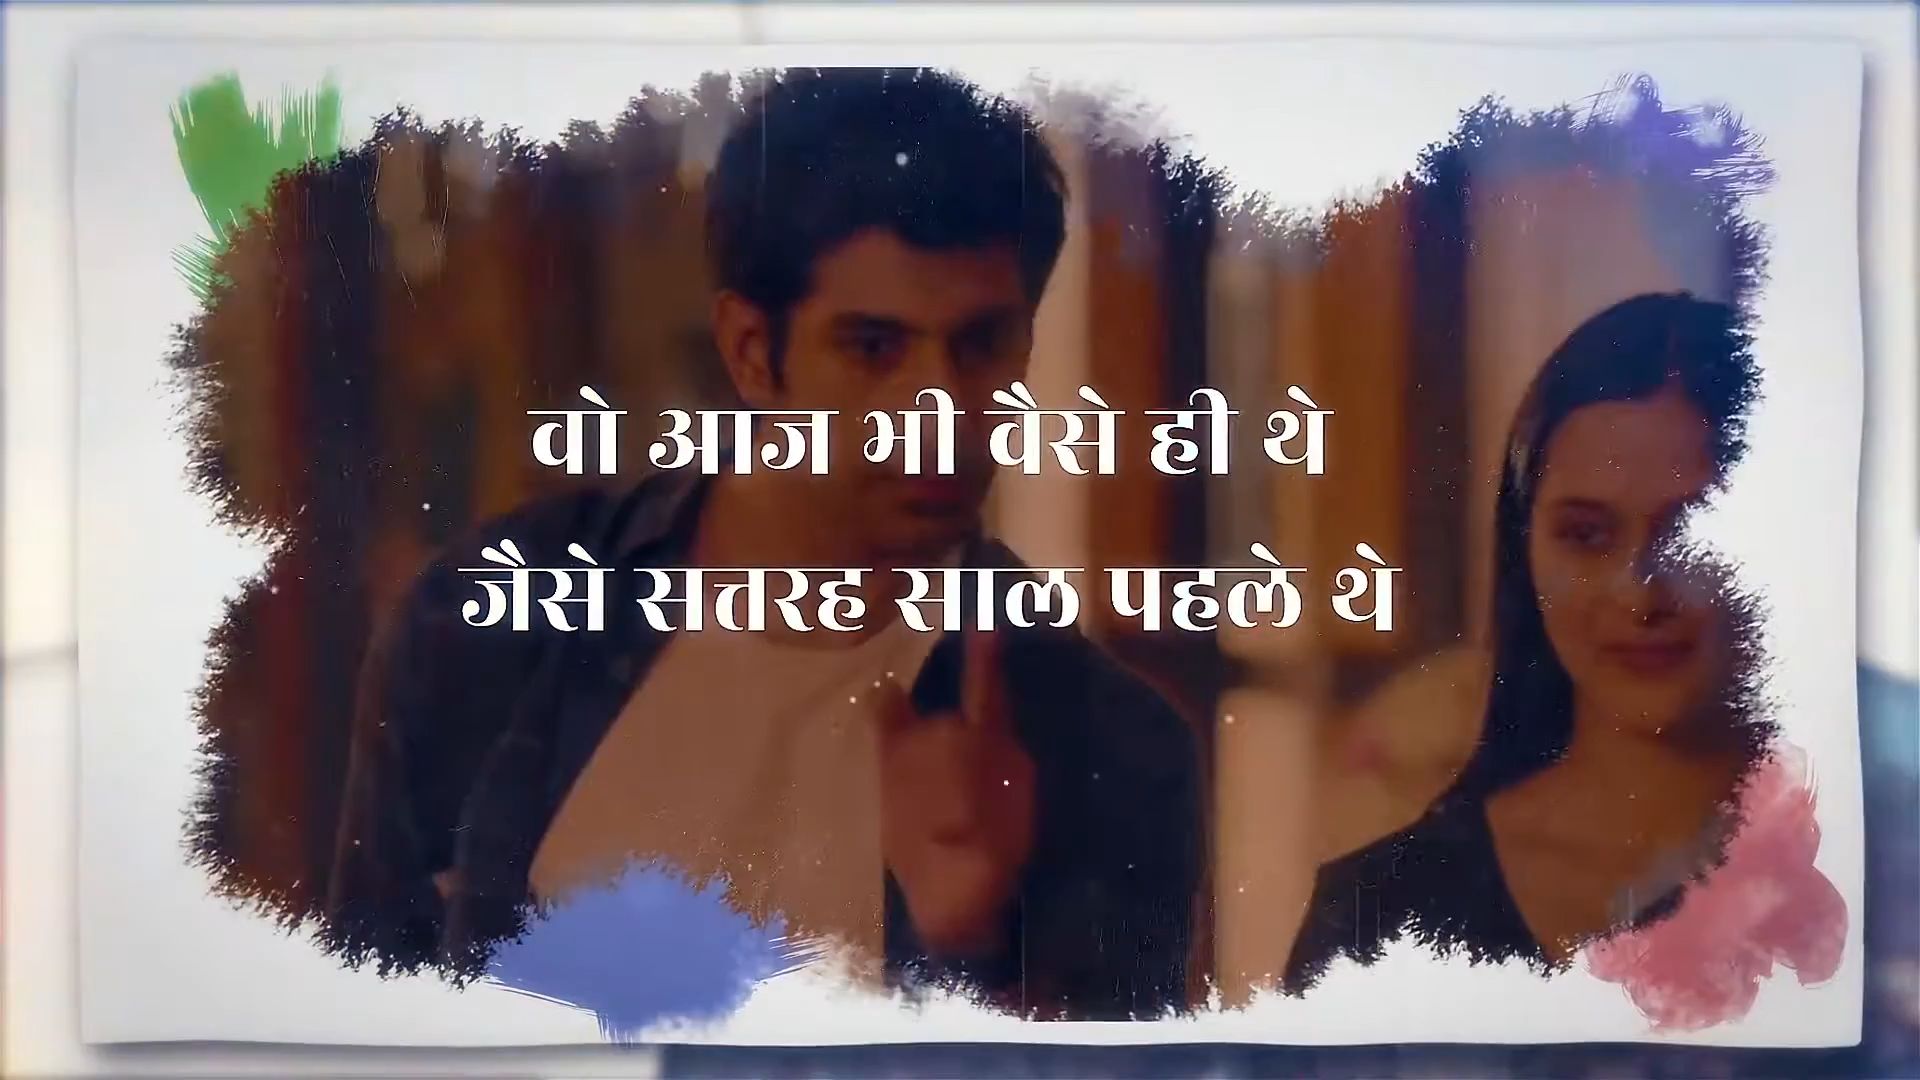 वो आज भी वैसे ही थे
जैसे सत्तरह साल पहले थे